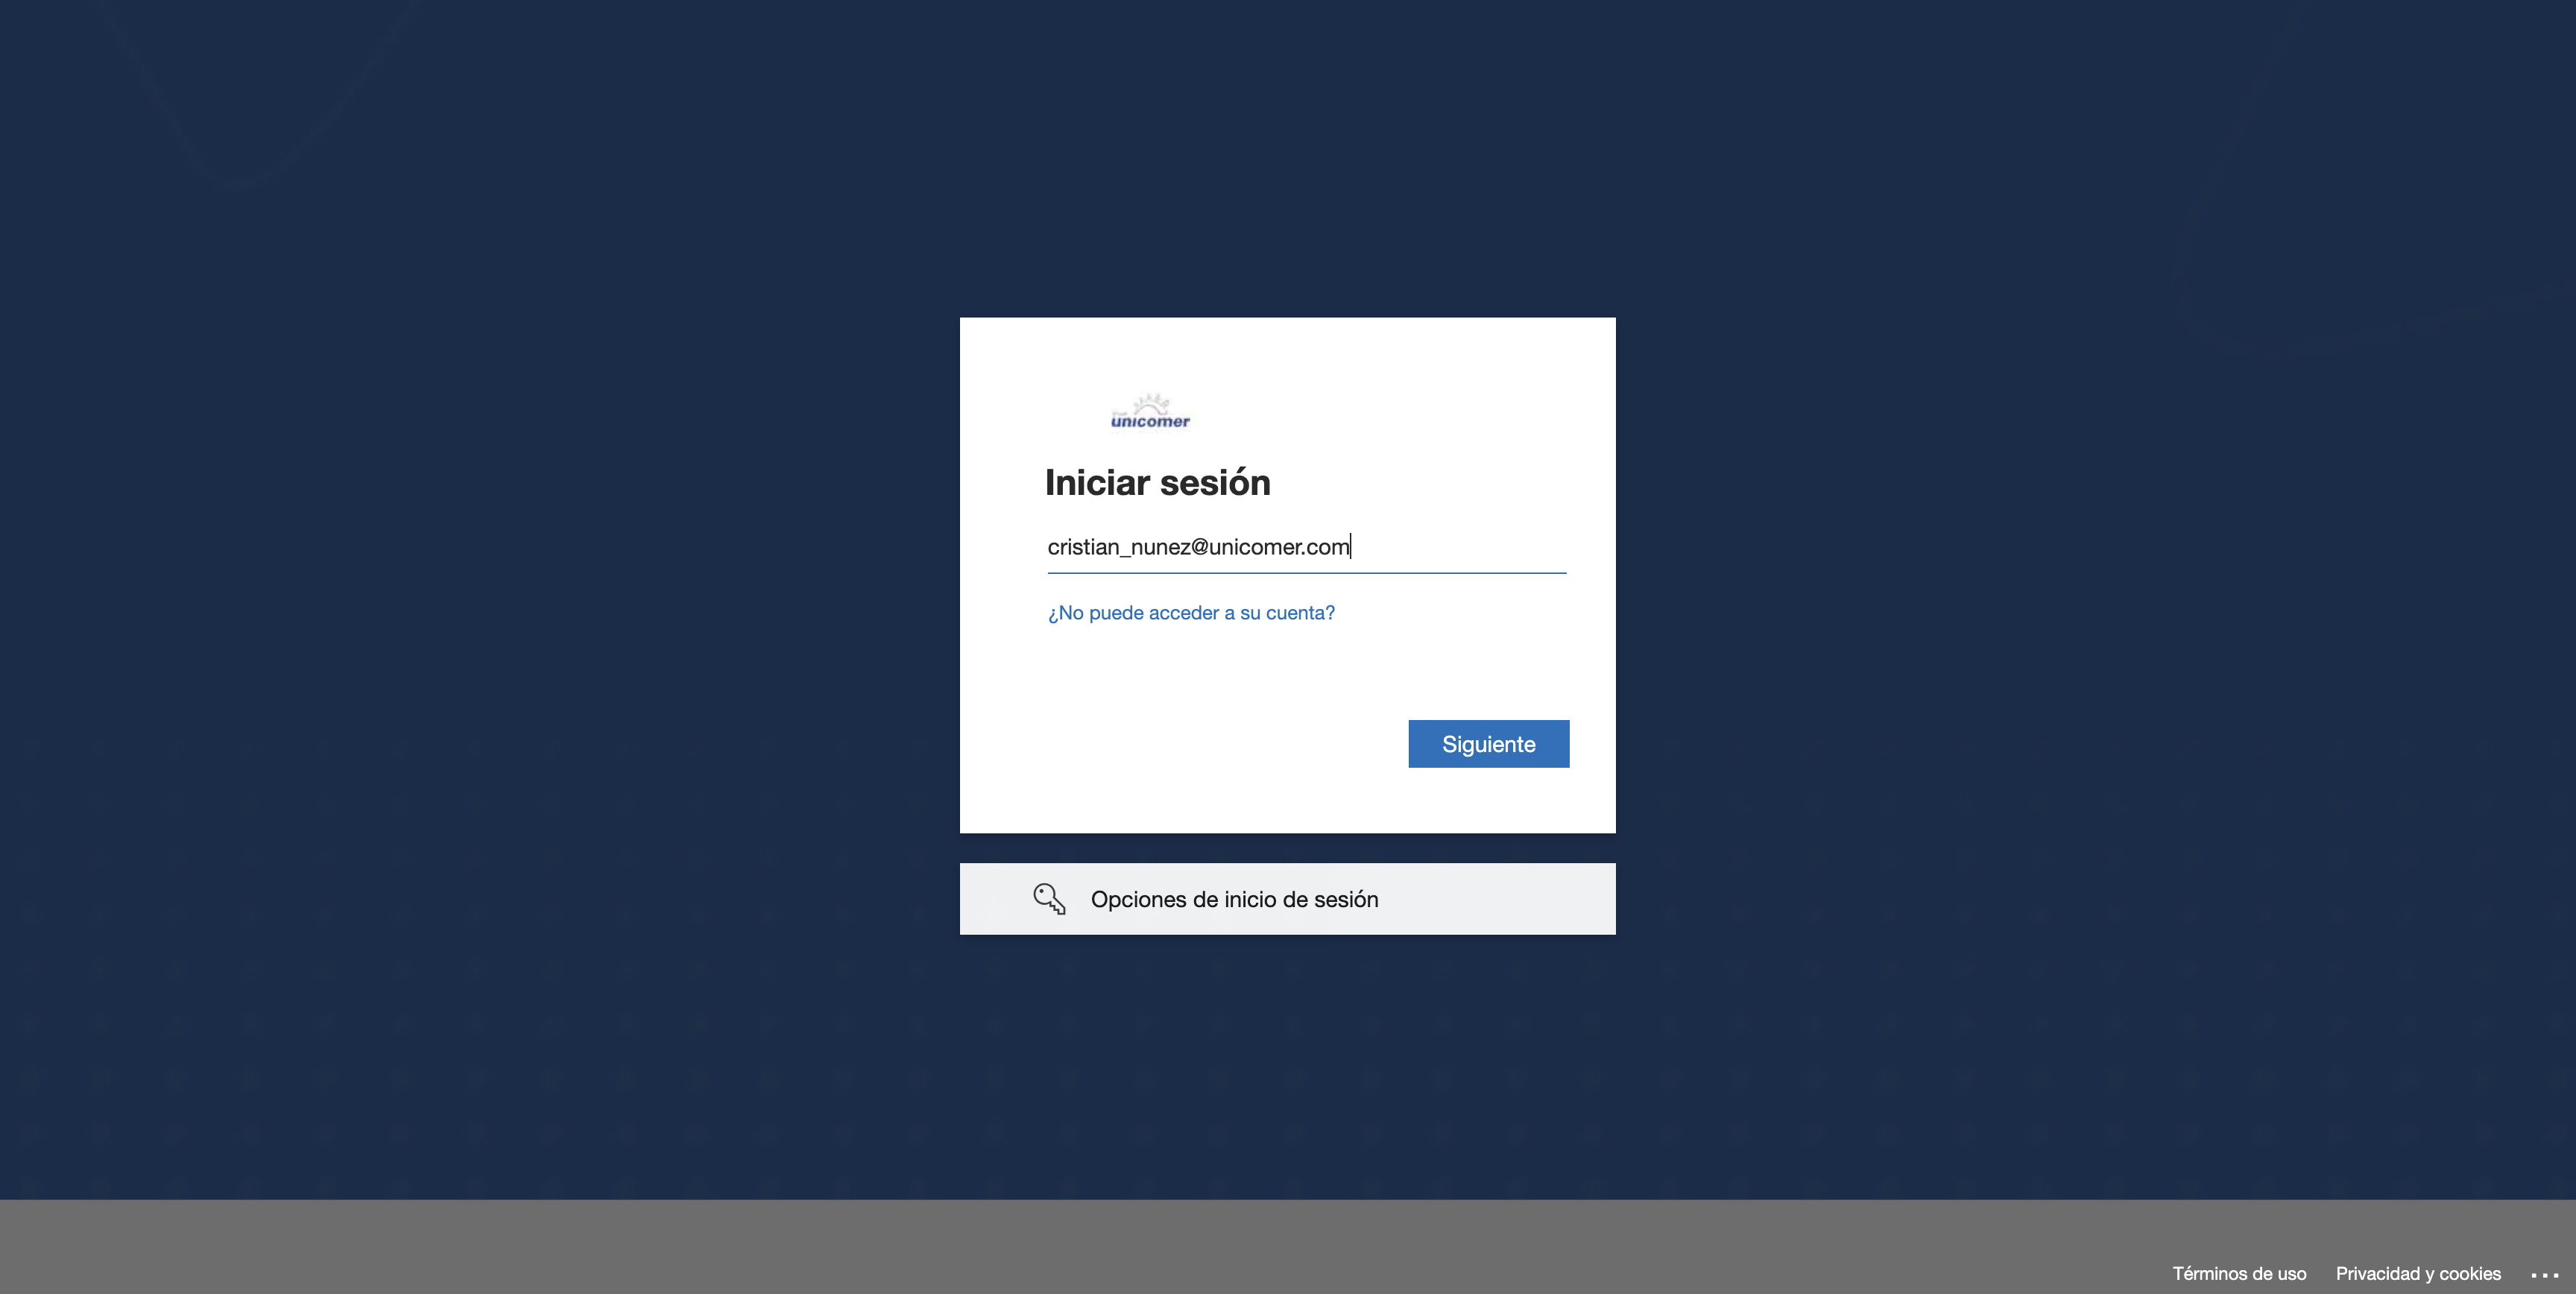 unicomer
Iniciar sesión
cristian_nunez@unicomer.com
¿No puede acceder a su cuenta?
Siguiente
Opciones de inicio de sesión
Términos de uso Privacidad y cookies ...